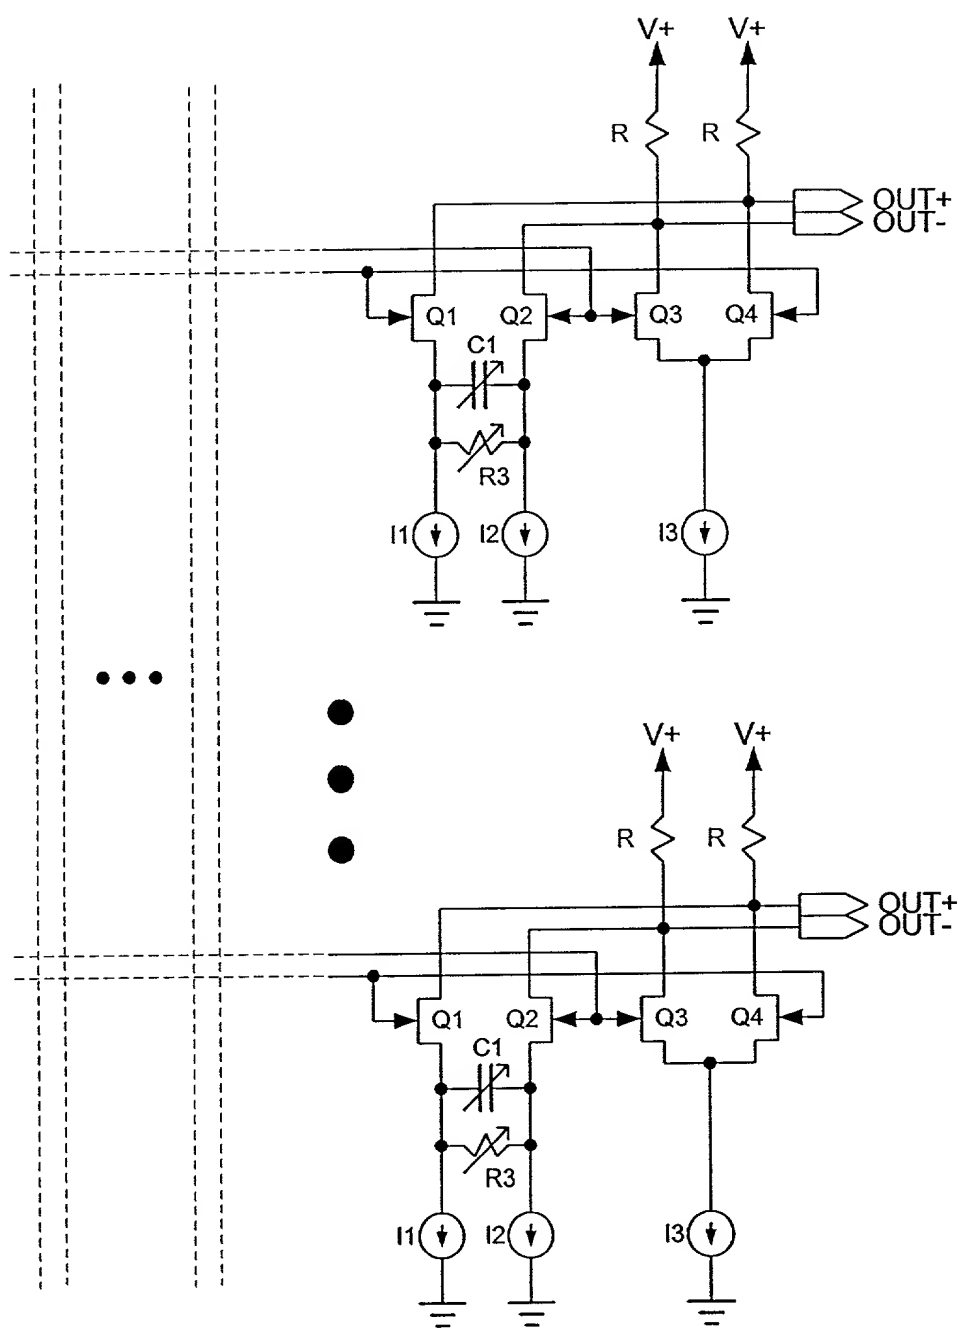 V+ V+
R R
OUT+
OUT-
Q1 Q2 Q3 Q4
C1
R3
I1 I2 I3
V+ V+
R R
OUT+
OUT-
Q1 Q2 Q3 Q4
C1
R3
I1 I2 I3